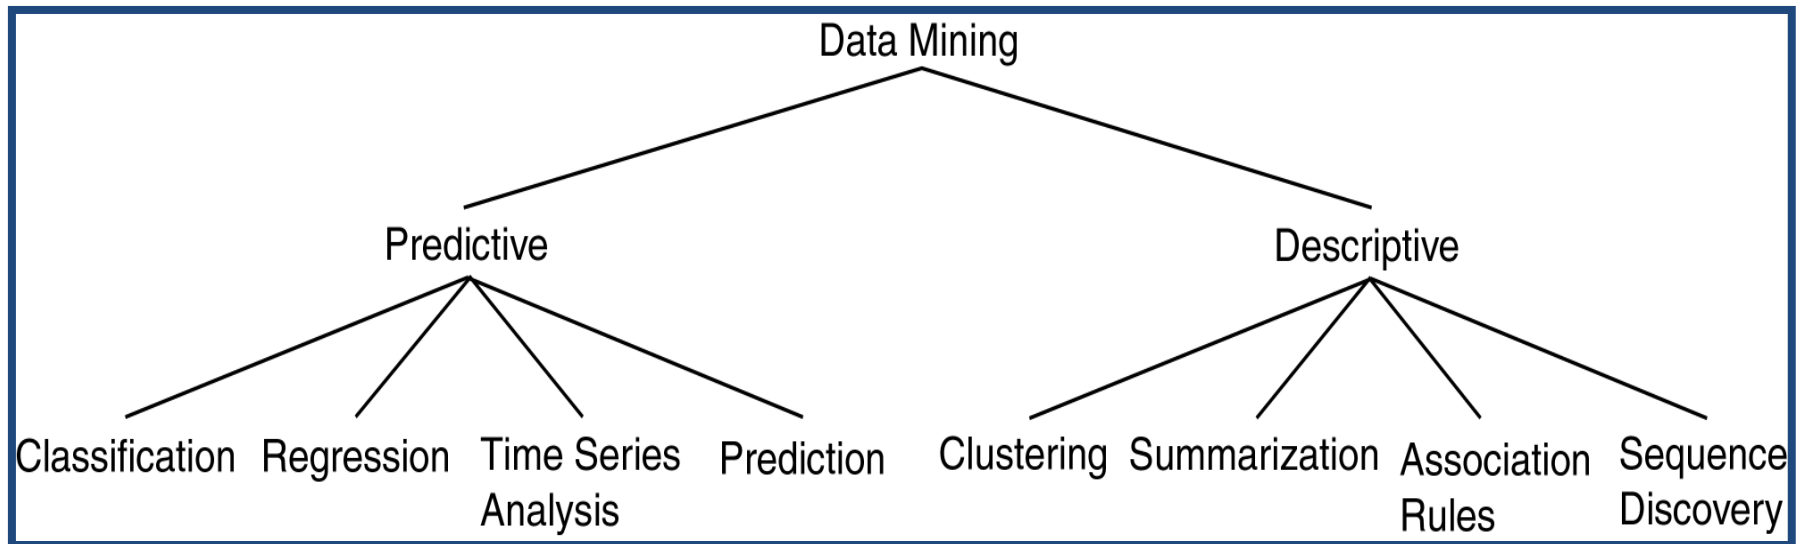 Data Mining
Predictive
Descriptive
Classification
Regression
Time Series
Analysis
Prediction
Clustering
Summarization
Association
Rules
Sequence
Discovery